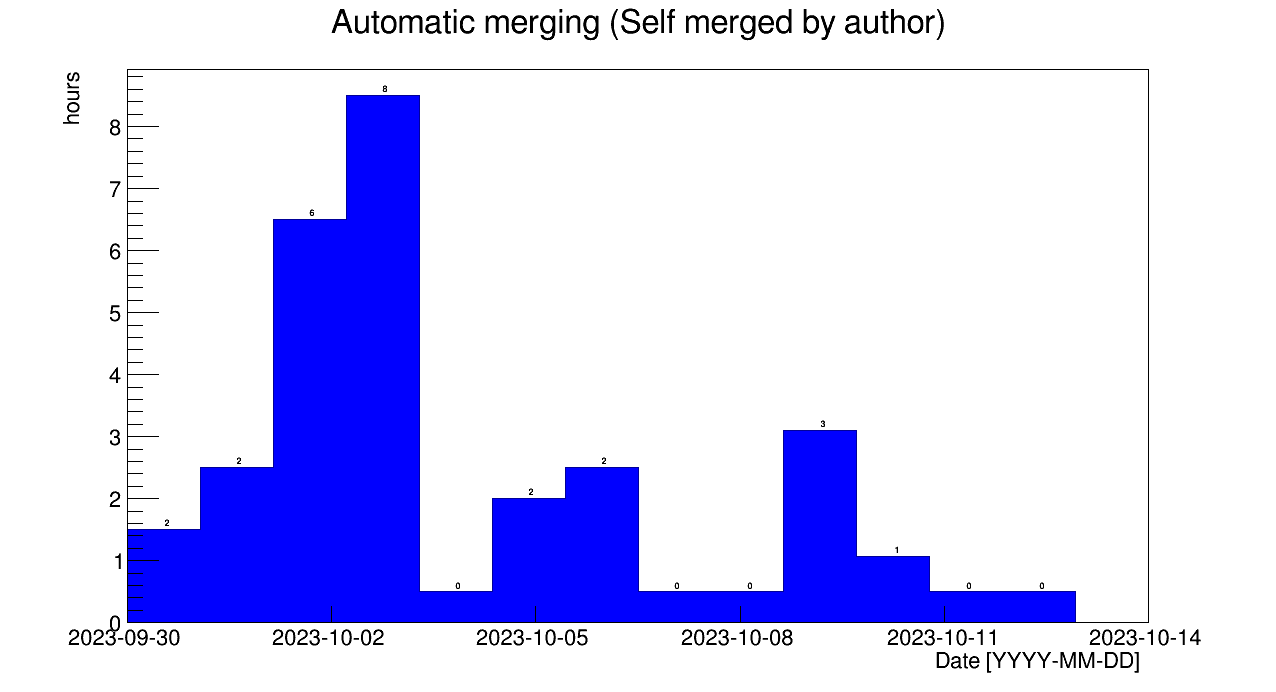 Automatic merging (Self merged by author)
hours
8
7
6
5
4
3
2
1
0
2 2 6 8 0 2 2 0 0 3 1 0 0
2023-09-30 2023-10-02 2023-10-05 2023-10-08 2023-10-11 2023-10-14
Date [YYYY-MM-DD]